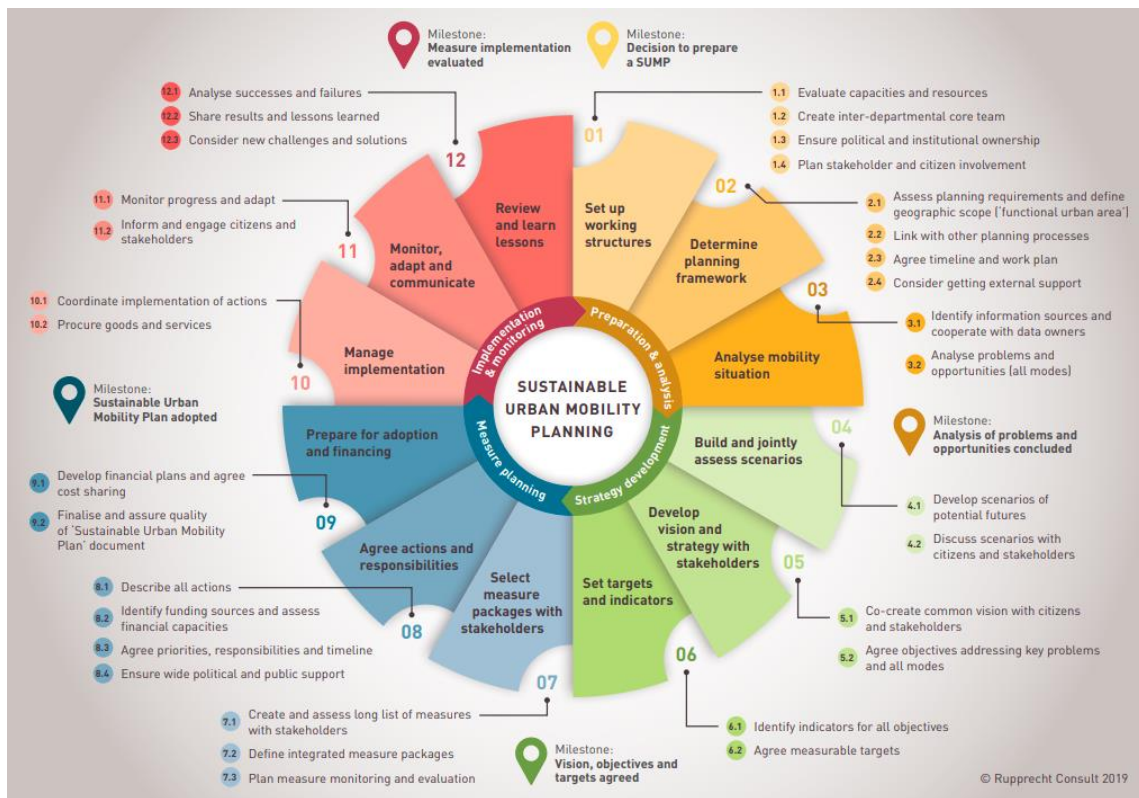 Milestone:
Measure implementation
evaluated
Milestone:
Decision to prepare
a SUMP
12.1 Analyse successes and failures
12.2 Share results and lessons learned
12.3 Consider new challenges and solutions
1.1 Evaluate capacities and resources
1.2 Create inter-departmental core team
1.3 Ensure political and institutional ownership
1.4 Plan stakeholder and citizen involvement
11.1 Monitor progress and adapt
11.2 Inform and engage citizens and
stakeholders
2.1 Assess planning requirements and define
geographic scope ('functional urban area')
2.2 Link with other planning processes
2.3 Agree timeline and work plan
2.4 Consider getting external support
10.1 Coordinate implementation of actions
10.2 Procure goods and services
3.1 Identify information sources and
cooperate with data owners
3.2 Analyse problems and
opportunities (all modes)
Milestone:
Sustainable Urban
Mobility Plan adopted
Milestone:
Analysis of problems and
opportunities concluded
01
Set up
working
structures
02
Determine
planning
framework
03
Analyse mobility
situation
04
Build and jointly
assess scenarios
05
Develop
vision and
strategy with
stakeholders
06
Set targets
and indicators
07
Select
measure
packages with
stakeholders
08
Agree actions and
responsibilities
09
Prepare for adoption
and financing
10
Manage
implementation
11
Monitor,
adapt and
communicate
12
Review
and learn
lessons
Preparation & analysis
Strategy development
Measure planning
Implementation
& monitoring
SUSTAINABLE
URBAN MOBILITY
PLANNING
9.1 Develop financial plans and agree
cost sharing
9.2 Finalise and assure quality
of 'Sustainable Urban Mobility
Plan' document
4.1 Develop scenarios of
potential futures
4.2 Discuss scenarios with
citizens and stakeholders
8.1 Describe all actions
8.2 Identify funding sources and assess
financial capacities
8.3 Agree priorities, responsibilities and timeline
8.4 Ensure wide political and public support
5.1 Co-create common vision with citizens
and stakeholders
5.2 Agree objectives addressing key problems
and all modes
7.1 Create and assess long list of measures
with stakeholders
7.2 Define integrated measure packages
7.3 Plan measure monitoring and evaluation
Milestone:
Vision, objectives and
targets agreed
6.1 Identify indicators for all objectives
6.2 Agree measurable targets
© Rupprecht Consult 2019